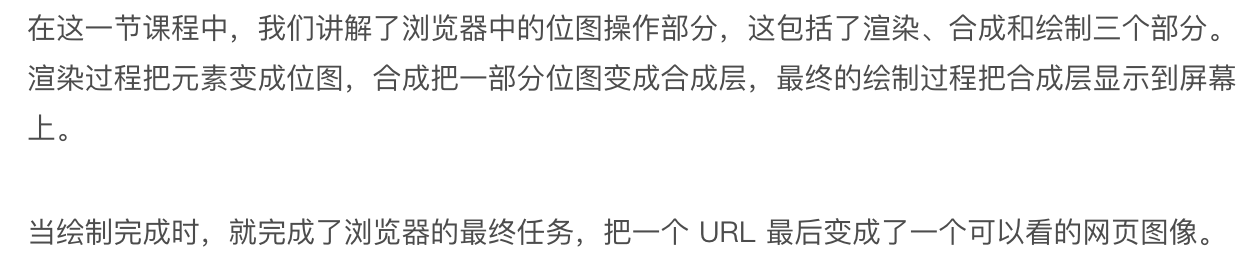 在这一节课程中，我们讲解了浏览器中的位图操作部分，这包括了渲染、合成和绘制三个部分。
渲染过程把元素变成位图，合成把一部分位图变成合成层，最终的绘制过程把合成层显示到屏幕
上。
当绘制完成时，就完成了浏览器的最终任务，把一个 URL 最后变成了一个可以看的网页图像。